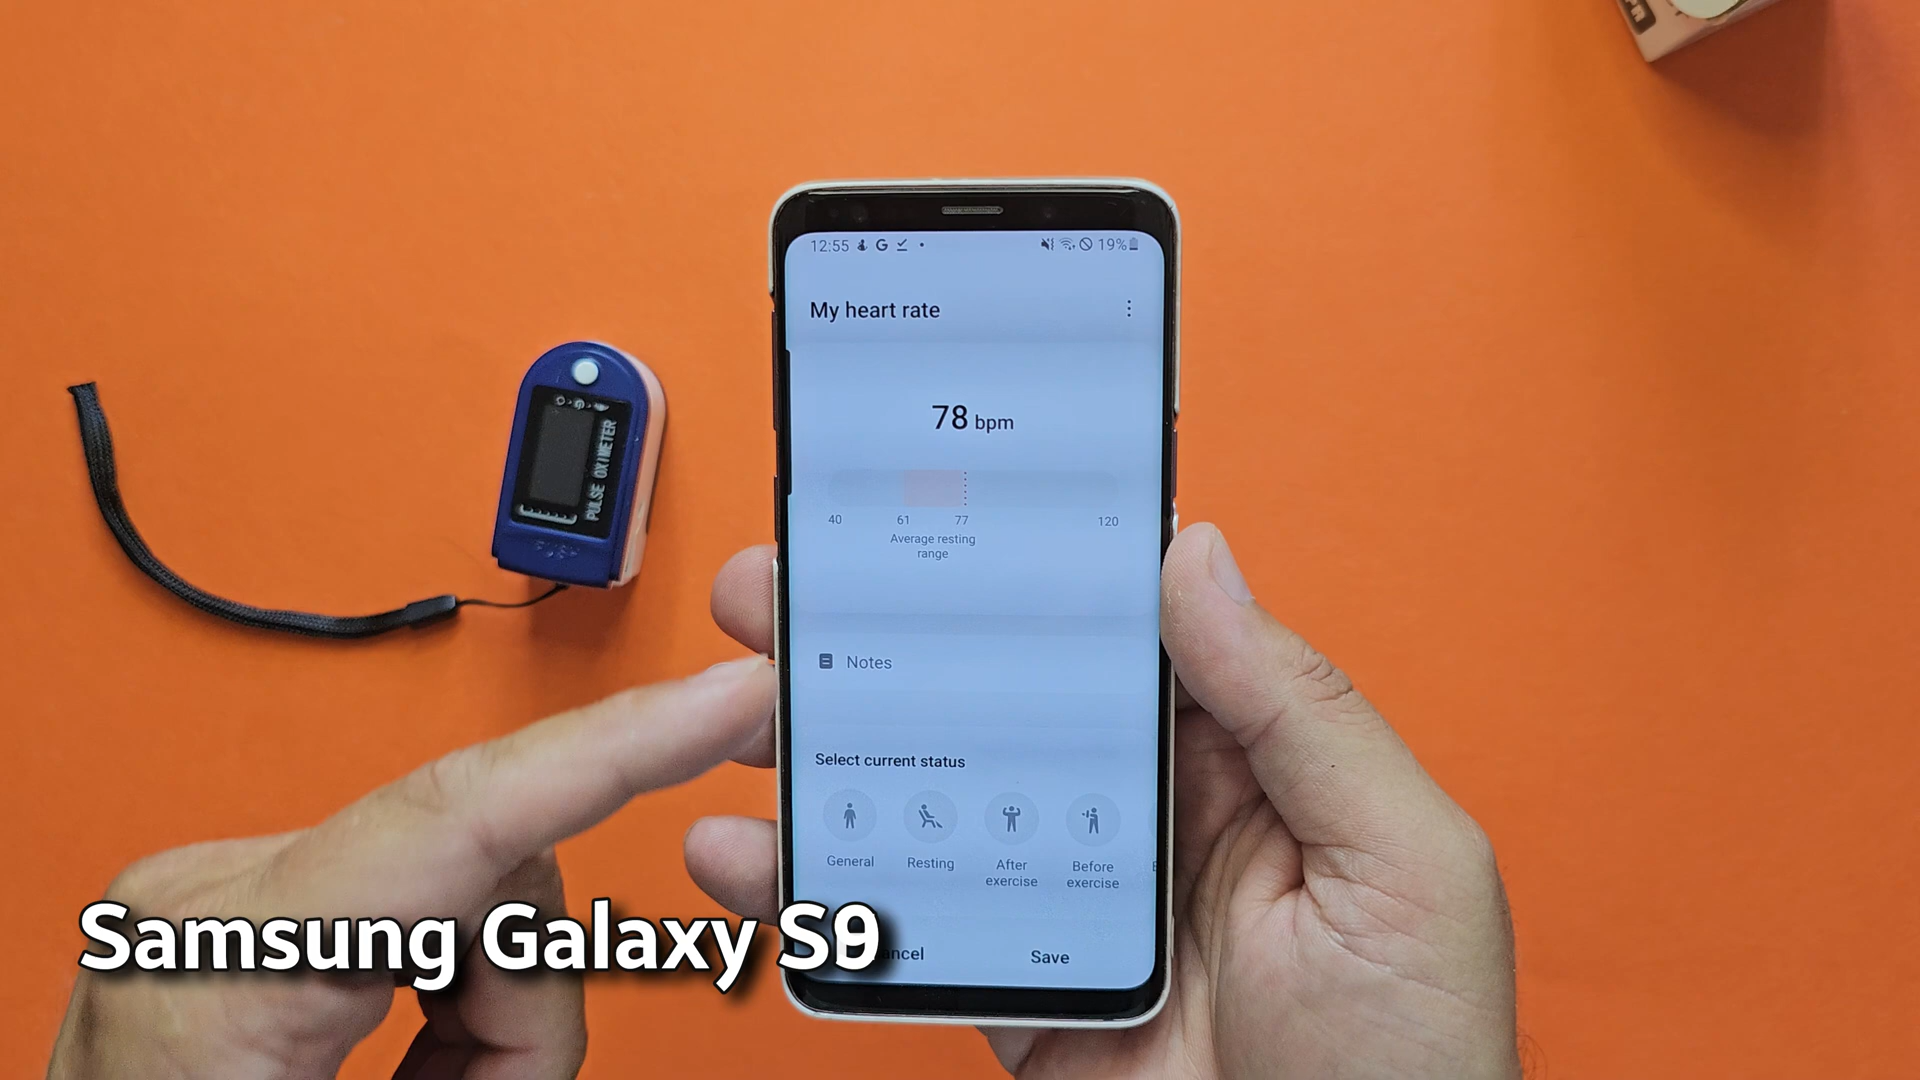 12:55 G 19%
My heart rate
78 bpm
40 61 77 120
Average resting
range
Notes
Select current status
General Resting After
exercise Before
exercise
Save
PULSE OXIMETER
PUSH
Samsung Galaxy S9